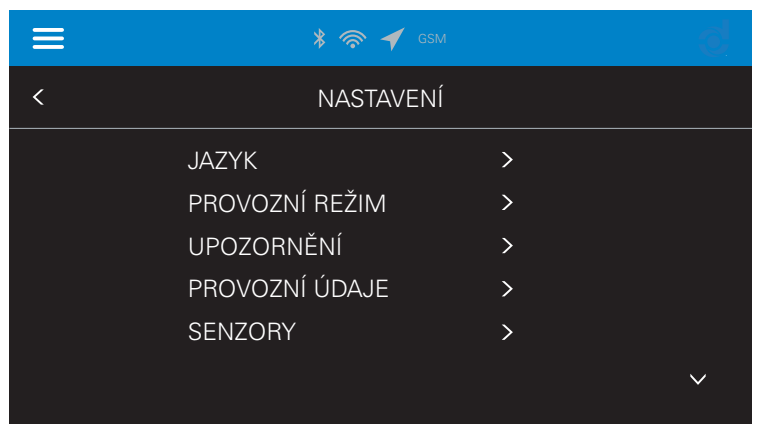 GSM
NASTAVENÍ
JAZYK
PROVOZNÍ REŽIM
UPOZORNĚNÍ
PROVOZNÍ ÚDAJE
SENZORY